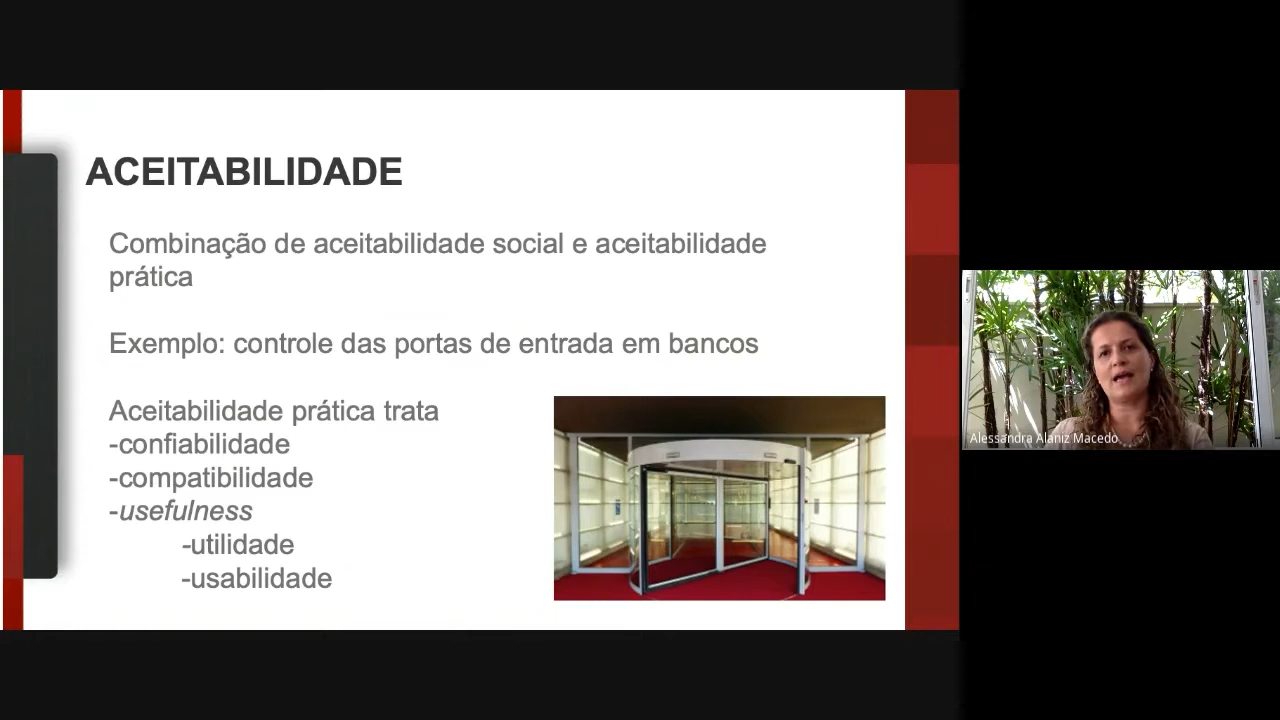 ACEITABILIDADE
Combinação de aceitabilidade social e aceitabilidade
prática
Exemplo: controle das portas de entrada em bancos
Aceitabilidade prática trata
-confiabilidade
-compatibilidade
-usefulness
-utilidade
-usabilidade
Alessandra Alaniz Macedo